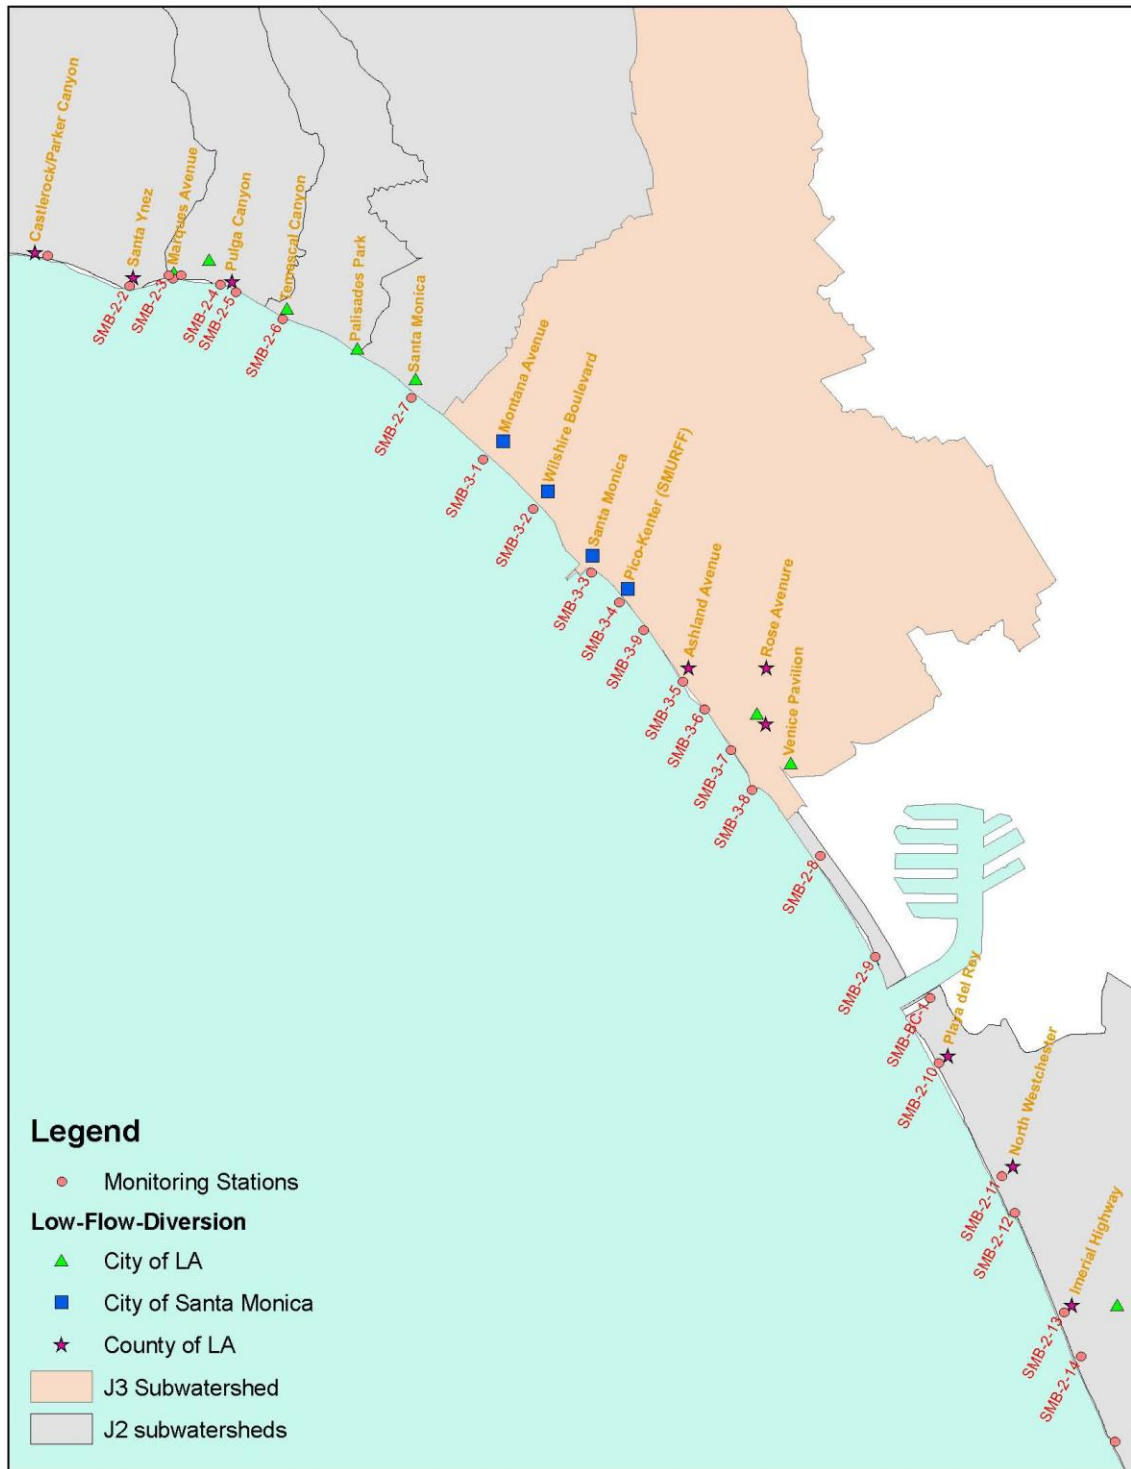 Castlerock/Parker Canyon
Santa Ynez
Marques Avenue
Pulga Canyon
Temescal Canyon
Palisades Park
Santa Monica
SMB-2-2
SMB-2-3
SMB-2-4
SMB-2-5
SMB-2-6
SMB-2-7
Montana Avenue
Wilshire Boulevard
Santa Monica
Pico-Kenter (SMURFF)
Ashland Avenue
Rose Avenure
Venice Pavilion
SMB-3-1
SMB-3-2
SMB-3-3
SMB-3-4
SMB-3-9
SMB-3-5
SMB-3-6
SMB-3-7
SMB-3-8
SMB-2-8
SMB-2-9
SMB-BC-1
Playa del Rey
SMB-2-10
North Westchester
SMB-2-11
SMB-2-12
Imerial Highway
SMB-2-13
SMB-2-14
Legend
Monitoring Stations
Low-Flow-Diversion
City of LA
City of Santa Monica
County of LA
J3 Subwatershed
J2 subwatersheds